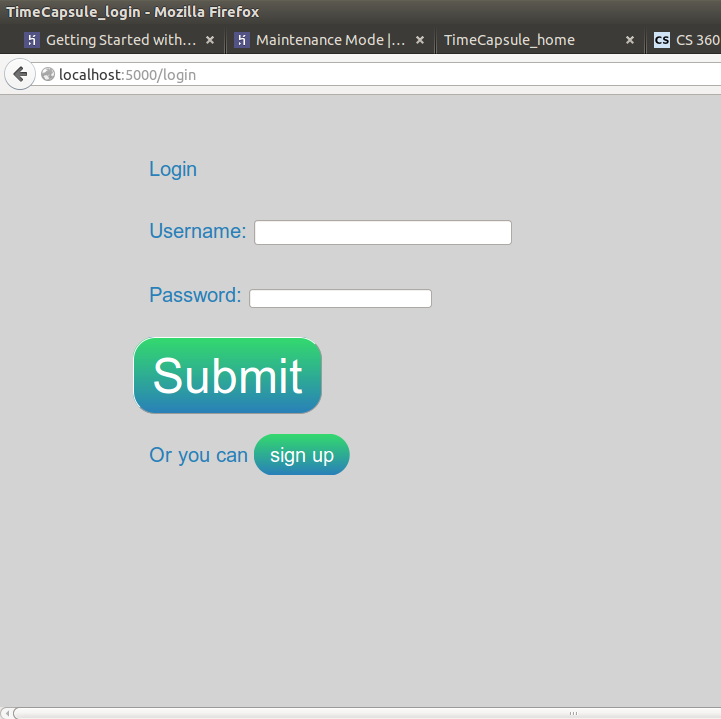 TimeCapsule_login - Mozilla Firefox
Getting Started with... Maintenance Mode |... TimeCapsule_home CS CS 360
localhost:5000/login
Login
Username:
Password:
Submit
Or you can sign up